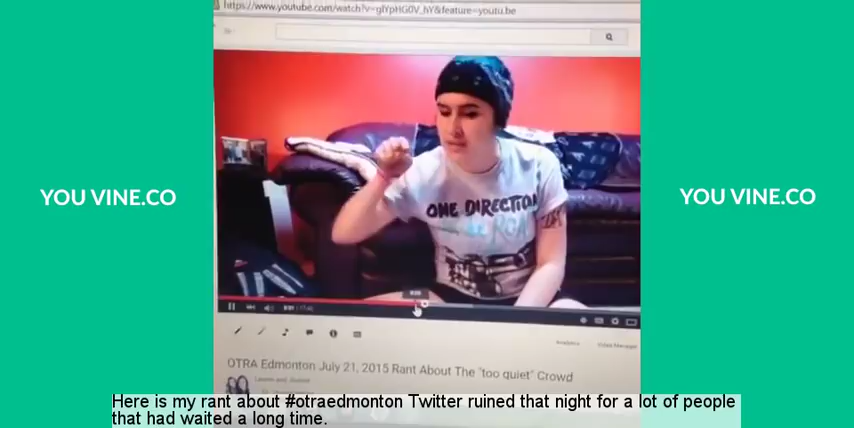 https://www.youtube.com/watch?v=glYpHG0V_hY&feature=youtu.be
YOU VINE.CO
YOU VINE.CO
ONE DIRECTION
OTRA Edmonton July 21, 2015 Rant About The "too quiet" Crowd
Here is my rant about #otraedmonton Twitter ruined that night for a lot of people
that had waited a long time.